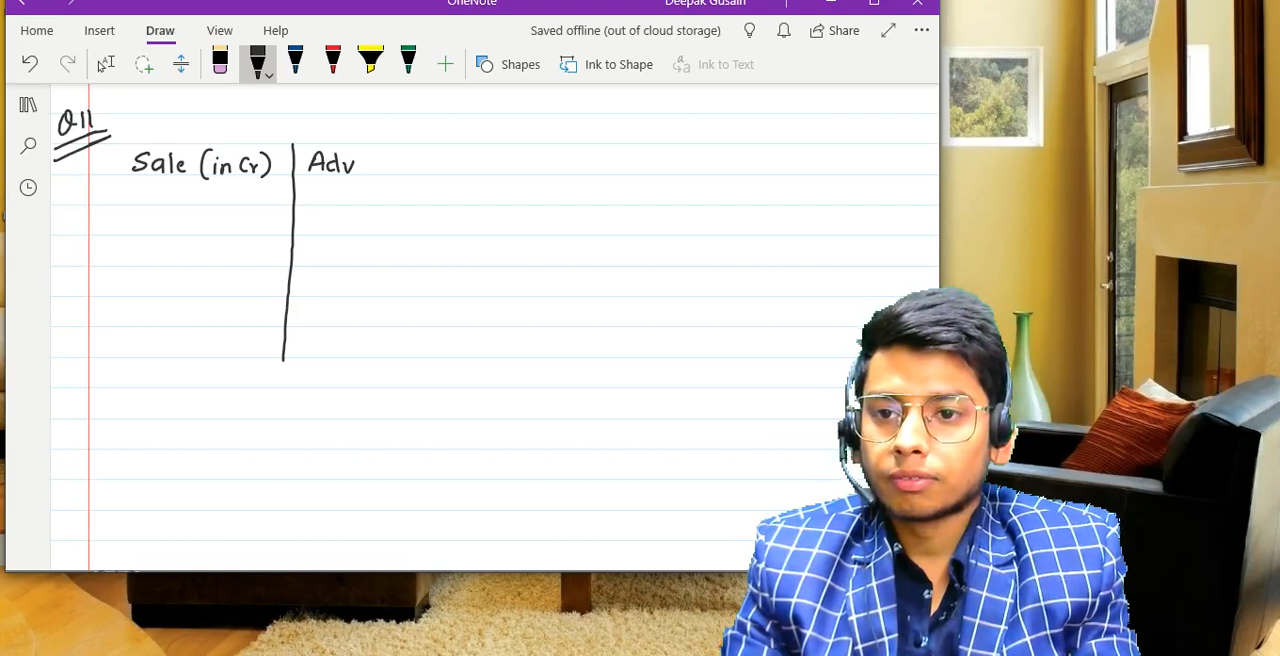 OneNote
Deepak Gusain
Home Insert Draw View Help Saved offline (out of cloud storage) Share
Shapes Ink to Shape Ink to Text
Q11
Sale (in Cr) Adv